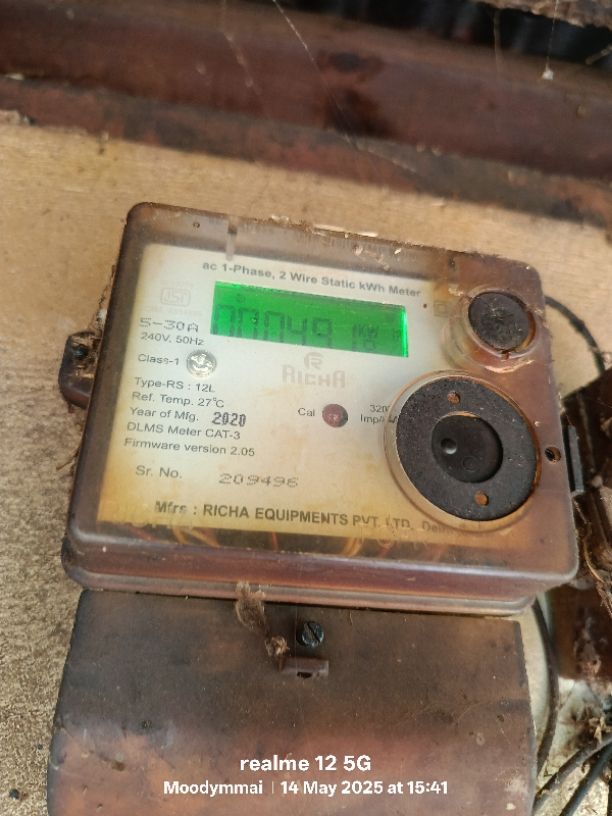 ac 1-Phase, 2 Wire Static kWh Meter
ISI
5-30A
240V, 50Hz
Class-1
RICHA
Type-RS : 12L
Ref. Temp. 27°C
Cal
Year of Mfg. 2020
DLMS Meter CAT-3
Firmware version 2.05
Sr. No. 209496
Mfrs : RICHA EQUIPMENTS PVT. LTD.
realme 12 5G
Moodymmai | 14 May 2025 at 15:41